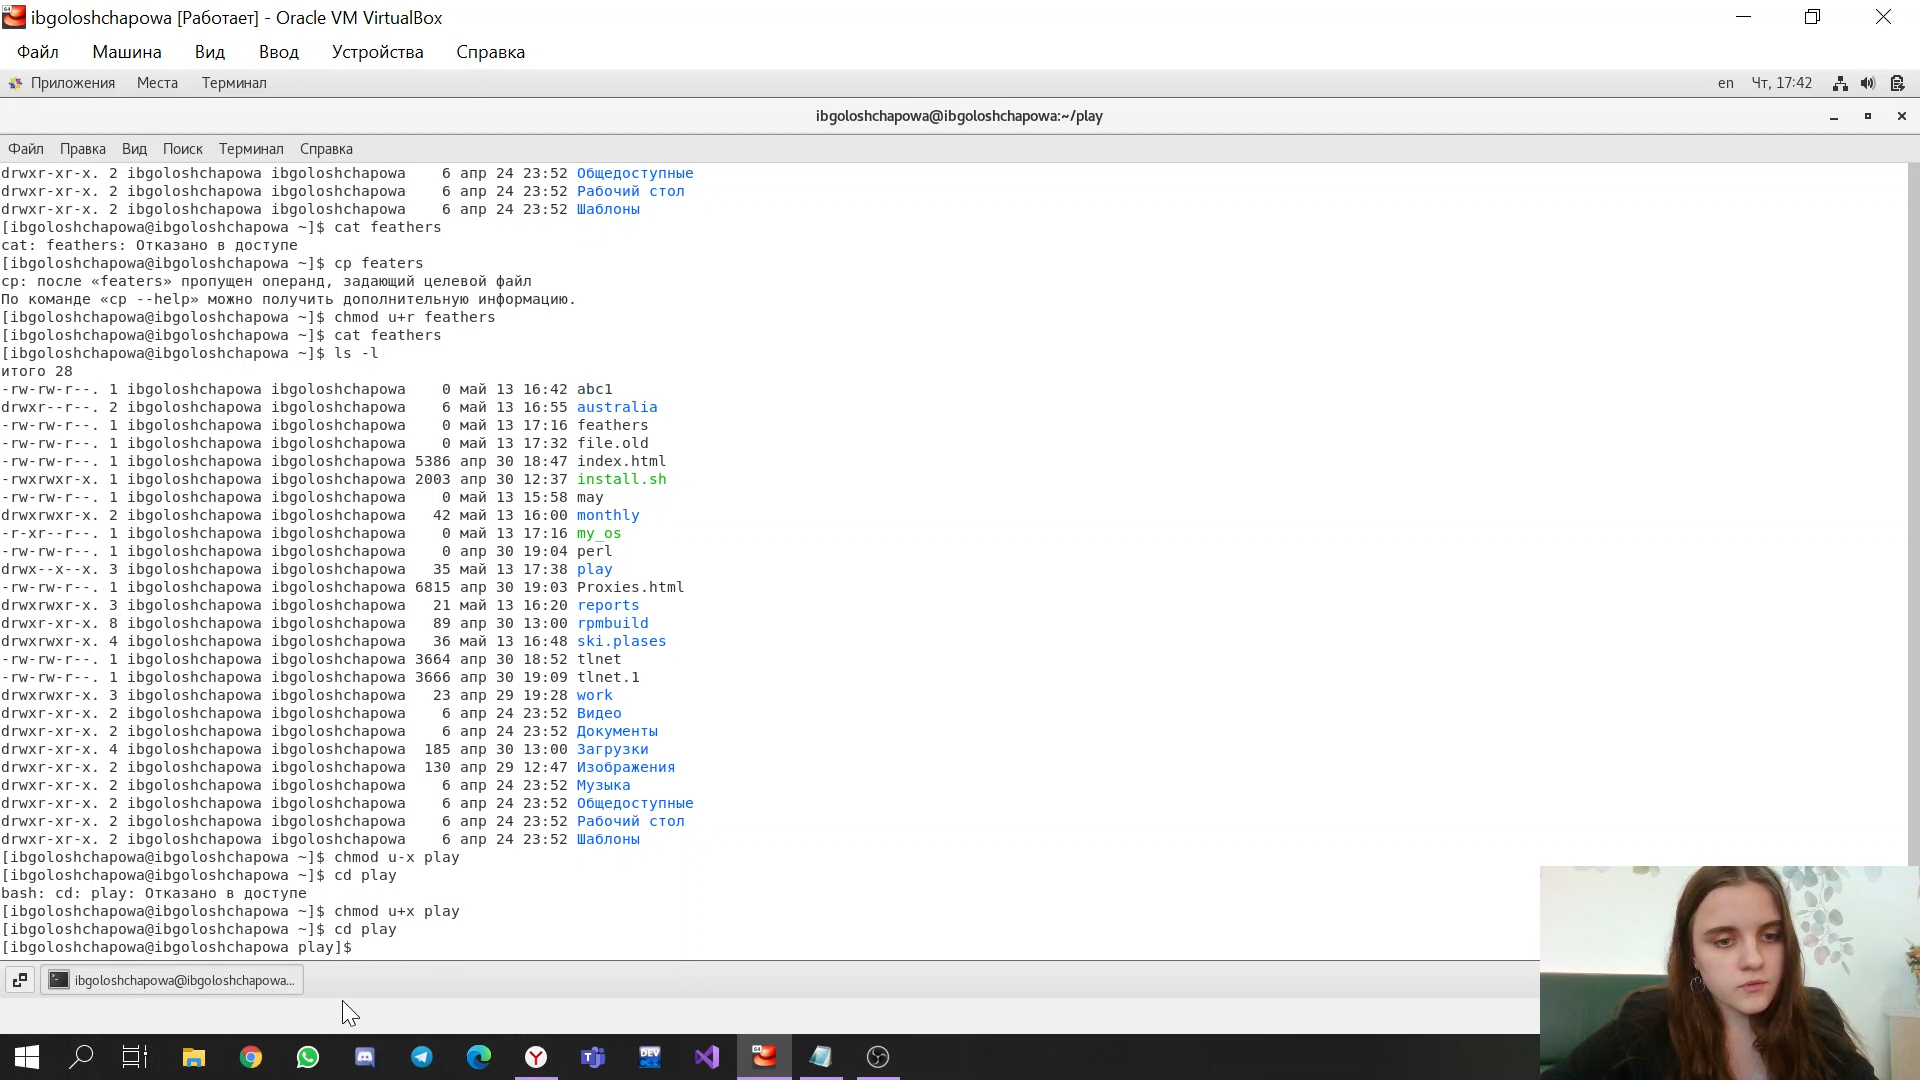 ibgoloshchapowa [Работает] - Oracle VM VirtualBox
Файл Машина Вид Ввод Устройства Справка
Приложения Места Терминал en Чт, 17:42
ibgoloshchapowa@ibgoloshchapowa:~/play
Файл Правка Вид Поиск Терминал Справка
drwxr-xr-x. 2 ibgoloshchapowa ibgoloshchapowa    6 апр 24 23:52 Общедоступные
drwxr-xr-x. 2 ibgoloshchapowa ibgoloshchapowa    6 апр 24 23:52 Рабочий стол
drwxr-xr-x. 2 ibgoloshchapowa ibgoloshchapowa    6 апр 24 23:52 Шаблоны
[ibgoloshchapowa@ibgoloshchapowa ~]$ cat feathers
cat: feathers: Отказано в доступе
[ibgoloshchapowa@ibgoloshchapowa ~]$ cp featers
cp: после «featers» пропущен операнд, задающий целевой файл
По команде «cp --help» можно получить дополнительную информацию.
[ibgoloshchapowa@ibgoloshchapowa ~]$ chmod u+r feathers
[ibgoloshchapowa@ibgoloshchapowa ~]$ cat feathers
[ibgoloshchapowa@ibgoloshchapowa ~]$ ls -l
итого 28
-rw-rw-r--. 1 ibgoloshchapowa ibgoloshchapowa    0 май 13 16:42 abc1
drwxr--r--. 2 ibgoloshchapowa ibgoloshchapowa    6 май 13 16:55 australia
-rw-rw-r--. 1 ibgoloshchapowa ibgoloshchapowa    0 май 13 17:16 feathers
-rw-rw-r--. 1 ibgoloshchapowa ibgoloshchapowa    0 май 13 17:32 file.old
-rw-rw-r--. 1 ibgoloshchapowa ibgoloshchapowa 5386 апр 30 18:47 index.html
-rwxrwxr-x. 1 ibgoloshchapowa ibgoloshchapowa 2003 апр 30 12:37 install.sh
-rw-rw-r--. 1 ibgoloshchapowa ibgoloshchapowa    0 май 13 15:58 may
drwxrwxr-x. 2 ibgoloshchapowa ibgoloshchapowa   42 май 13 16:00 monthly
-r-xr--r--. 1 ibgoloshchapowa ibgoloshchapowa    0 май 13 17:16 my_os
-rw-rw-r--. 1 ibgoloshchapowa ibgoloshchapowa    0 апр 30 19:04 perl
drwx--x--x. 3 ibgoloshchapowa ibgoloshchapowa   35 май 13 17:38 play
-rw-rw-r--. 1 ibgoloshchapowa ibgoloshchapowa 6815 апр 30 19:03 Proxies.html
drwxrwxr-x. 3 ibgoloshchapowa ibgoloshchapowa   21 май 13 16:20 reports
drwxr-xr-x. 8 ibgoloshchapowa ibgoloshchapowa   89 апр 30 13:00 rpmbuild
drwxrwxr-x. 4 ibgoloshchapowa ibgoloshchapowa   36 май 13 16:48 ski.plases
-rw-rw-r--. 1 ibgoloshchapowa ibgoloshchapowa 3664 апр 30 18:52 tlnet
-rw-rw-r--. 1 ibgoloshchapowa ibgoloshchapowa 3666 апр 30 19:09 tlnet.1
drwxrwxr-x. 3 ibgoloshchapowa ibgoloshchapowa   23 апр 29 19:28 work
drwxr-xr-x. 2 ibgoloshchapowa ibgoloshchapowa    6 апр 24 23:52 Видео
drwxr-xr-x. 2 ibgoloshchapowa ibgoloshchapowa    6 апр 24 23:52 Документы
drwxr-xr-x. 4 ibgoloshchapowa ibgoloshchapowa  185 апр 30 13:00 Загрузки
drwxr-xr-x. 2 ibgoloshchapowa ibgoloshchapowa  130 апр 29 12:47 Изображения
drwxr-xr-x. 2 ibgoloshchapowa ibgoloshchapowa    6 апр 24 23:52 Музыка
drwxr-xr-x. 2 ibgoloshchapowa ibgoloshchapowa    6 апр 24 23:52 Общедоступные
drwxr-xr-x. 2 ibgoloshchapowa ibgoloshchapowa    6 апр 24 23:52 Рабочий стол
drwxr-xr-x. 2 ibgoloshchapowa ibgoloshchapowa    6 апр 24 23:52 Шаблоны
[ibgoloshchapowa@ibgoloshchapowa ~]$ chmod u-x play
[ibgoloshchapowa@ibgoloshchapowa ~]$ cd play
bash: cd: play: Отказано в доступе
[ibgoloshchapowa@ibgoloshchapowa ~]$ chmod u+x play
[ibgoloshchapowa@ibgoloshchapowa ~]$ cd play
[ibgoloshchapowa@ibgoloshchapowa play]$
ibgoloshchapowa@ibgoloshchapowa...